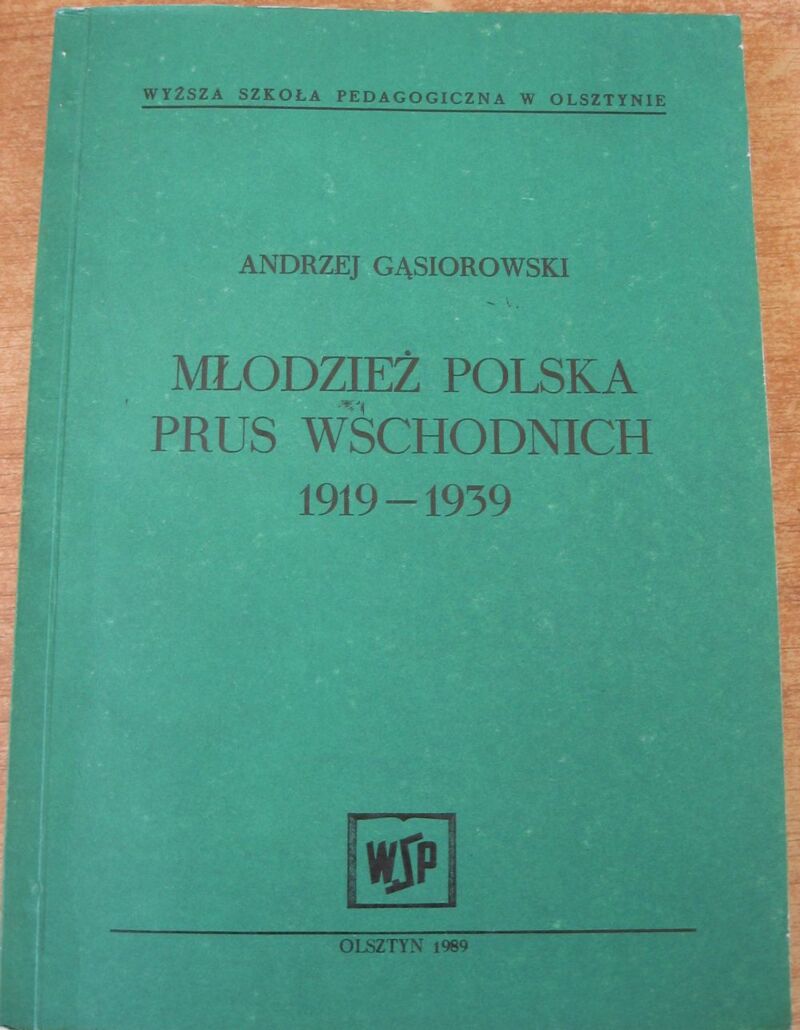 WYŻSZA SZKOŁA PEDAGOGICZNA W OLSZTYNIE
ANDRZEJ GĄSIOROWSKI
MŁODZIEŻ POLSKA
PRUS WSCHODNICH
1919—1939
WSP
OLSZTYN 1989